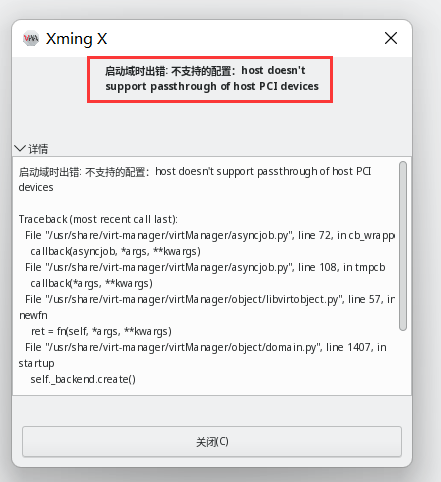 Xming X
启动域时出错: 不支持的配置：host doesn't
support passthrough of host PCI devices
详情
启动域时出错: 不支持的配置：host doesn't support passthrough of host PCI
devices
Traceback (most recent call last):
File "/usr/share/virt-manager/virtManager/asyncjob.py", line 72, in cb_wrappe
callback(asyncjob, *args, **kwargs)
File "/usr/share/virt-manager/virtManager/asyncjob.py", line 108, in tmpcb
callback(*args, **kwargs)
File "/usr/share/virt-manager/virtManager/object/libvirtobject.py", line 57, in
newfn
ret = fn(self, *args, **kwargs)
File "/usr/share/virt-manager/virtManager/object/domain.py", line 1407, in
startup
self._backend.create()
关闭(C)